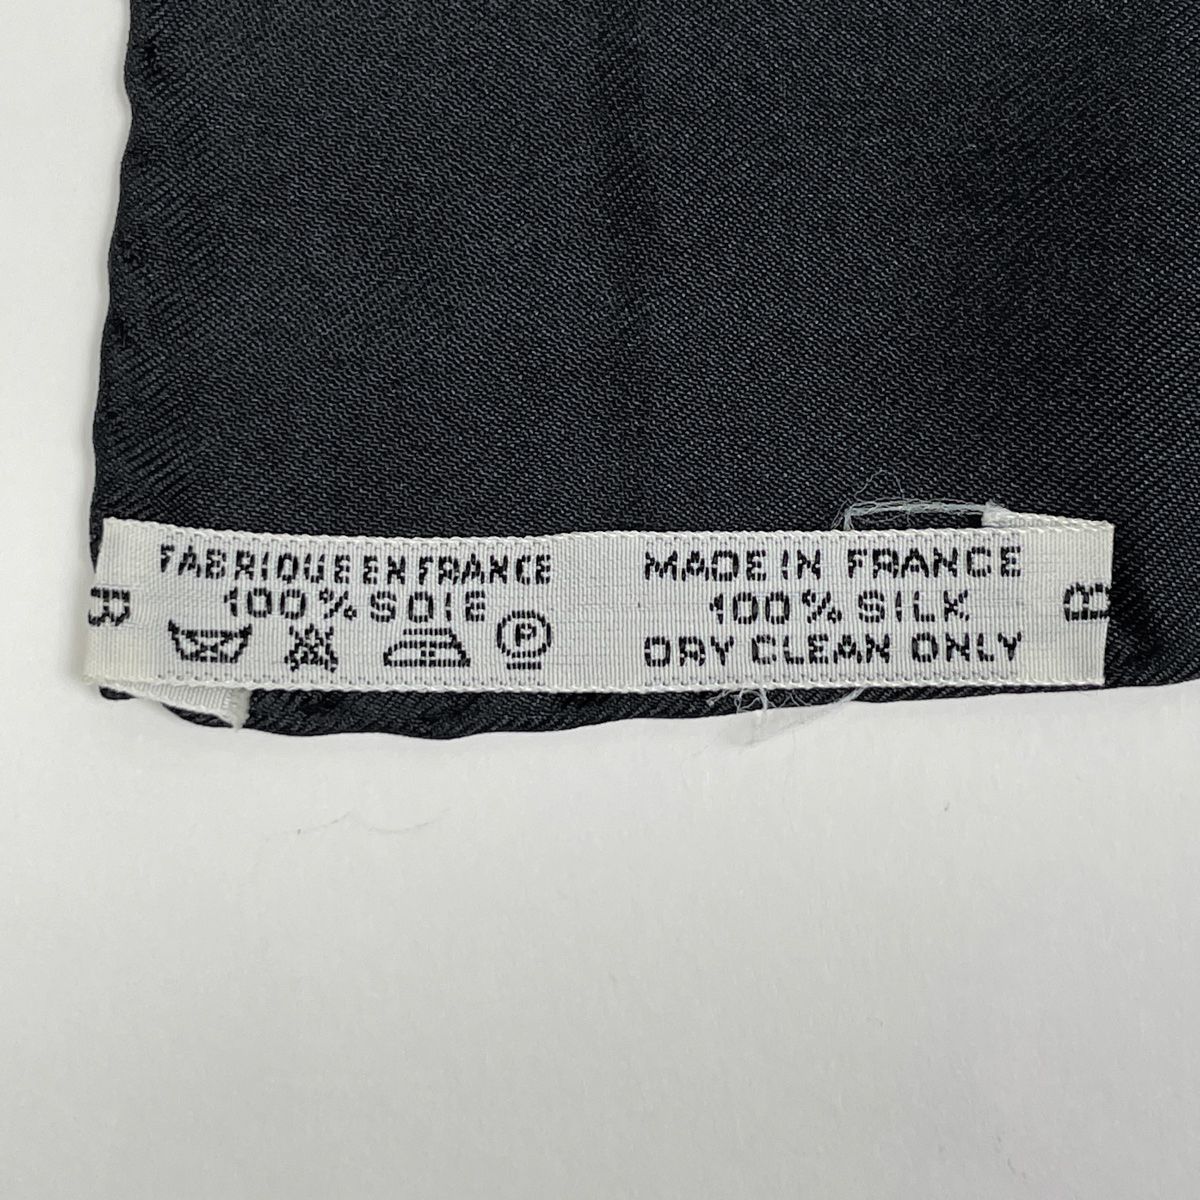 FABRIQUE EN FRANCE
100% SOIE
P
MADE IN FRANCE
100% SILK
DRY CLEAN ONLY
B